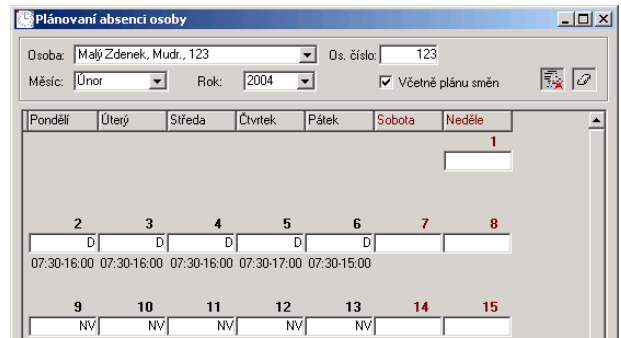 Plánovaní absenci osoby
Osoba: Malý Zdenek, Mudr., 123 Os. číslo: 123
Měsíc: Únor Rok: 2004 Včetně plánu směn
Pondělí Úterý Středa Čtvrtek Pátek Sobota Neděle
1
2 3 4 5 6 7 8
D D D D D
07:30-16:00 07:30-16:00 07:30-16:00 07:30-17:00 07:30-15:00
9 10 11 12 13 14 15
NV NV NV NV NV